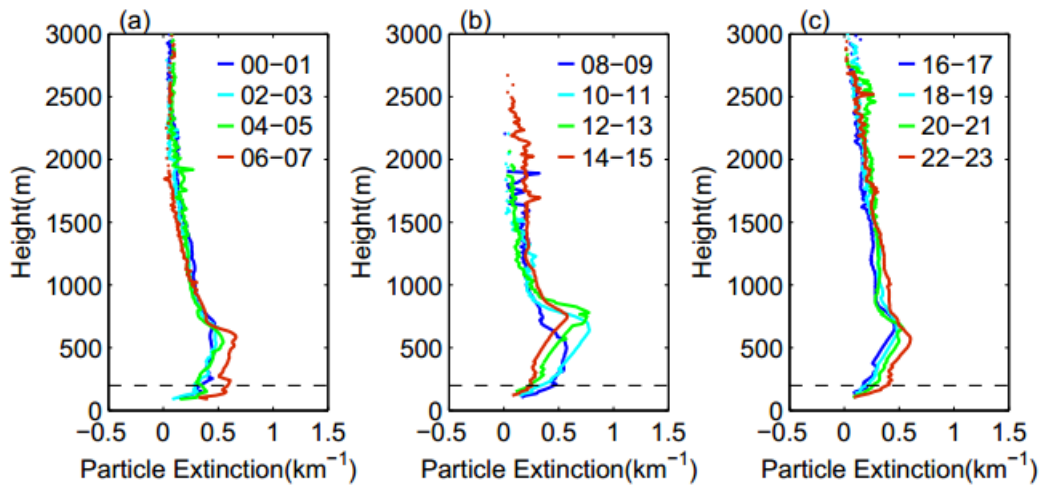 (a)
3000
2500
2000
1500
1000
500
0
Height(m)
00−01
02−03
04−05
06−07
−0.5 0 0.5 1 1.5
Particle Extinction(km⁻¹)
(b)
3000
2500
2000
1500
1000
500
0
Height(m)
08−09
10−11
12−13
14−15
−0.5 0 0.5 1 1.5
Particle Extinction(km⁻¹)
(c)
3000
2500
2000
1500
1000
500
0
Height(m)
16−17
18−19
20−21
22−23
−0.5 0 0.5 1 1.5
Particle Extinction(km⁻¹)